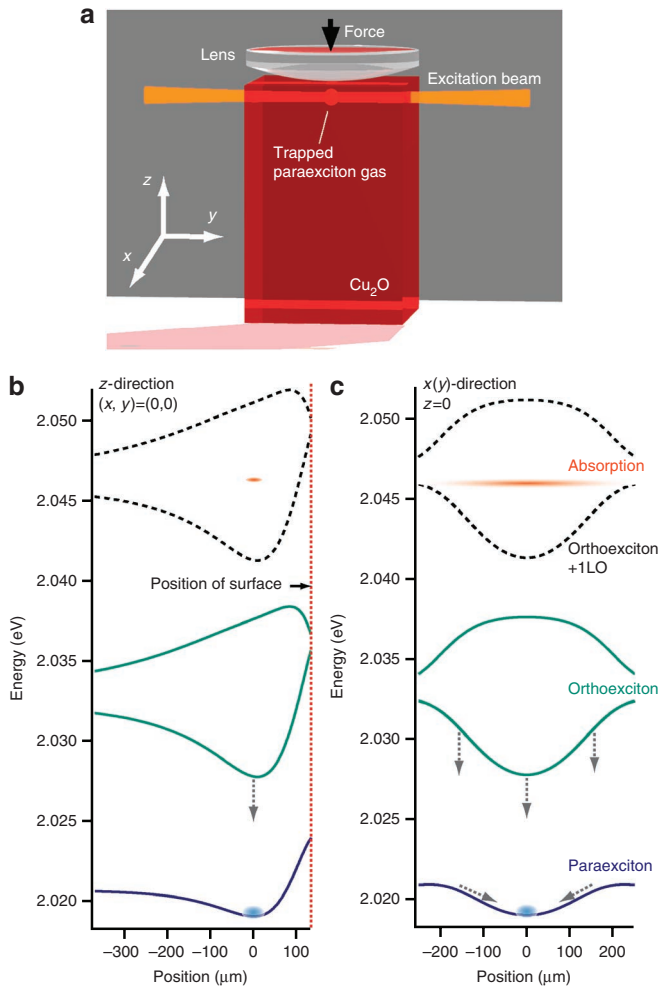 a
Force
Lens
Excitation beam
Trapped
paraexciton gas
z
y
x
Cu₂O
b
z-direction
(x, y)=(0,0)
2.050
2.045
2.040
2.035
2.030
2.025
2.020
Energy (eV)
Position of surface
−300
−200
−100
0
100
Position (μm)
c
x(y)-direction
z=0
2.050
Absorption
2.045
Orthoexciton
+1LO
2.040
2.035
Orthoexciton
2.030
2.025
Paraexciton
2.020
Energy (eV)
−200
−100
0
100
200
Position (μm)